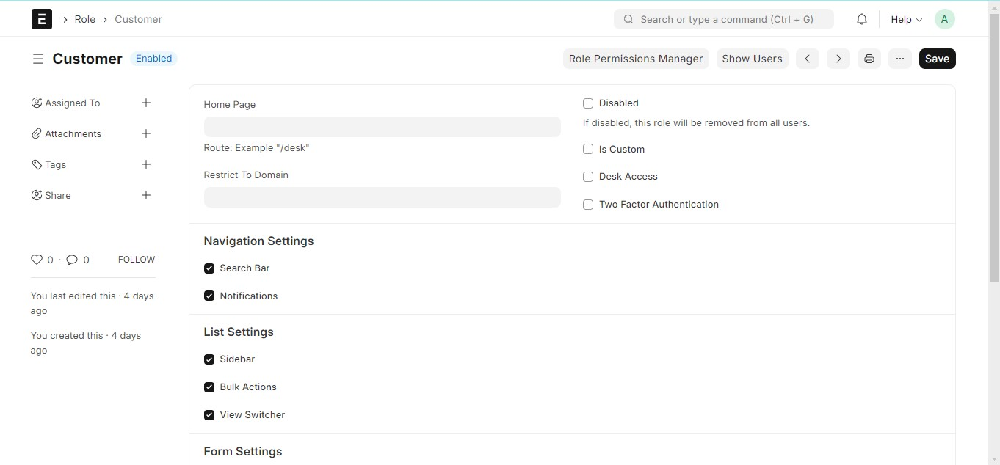 E
Role
Customer
Search or type a command (Ctrl + G)
Help
A
Customer
Enabled
Role Permissions Manager
Show Users
Save
Assigned To
Attachments
Tags
Share
0 · 0
FOLLOW
You last edited this · 4 days
ago
You created this · 4 days
ago
Home Page
Route: Example "/desk"
Restrict To Domain
Disabled
If disabled, this role will be removed from all users.
Is Custom
Desk Access
Two Factor Authentication
Navigation Settings
Search Bar
Notifications
List Settings
Sidebar
Bulk Actions
View Switcher
Form Settings